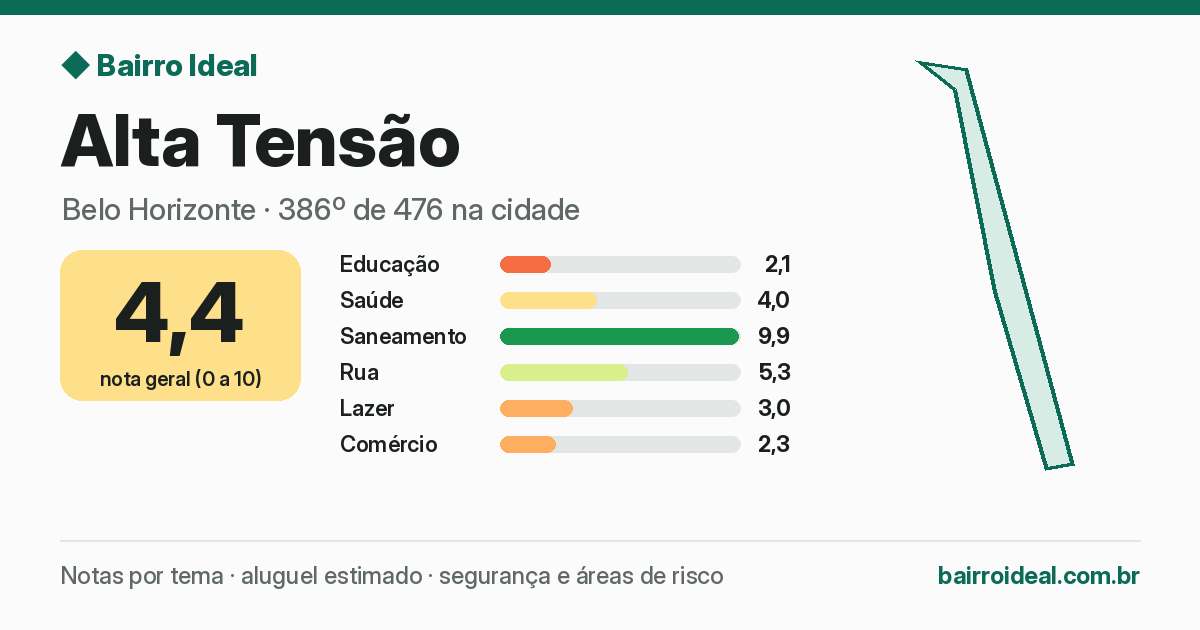 Bairro Ideal
Alta Tensão
Belo Horizonte · 386º de 476 na cidade
4,4
nota geral (0 a 10)
Educação 2,1
Saúde 4,0
Saneamento 9,9
Rua 5,3
Lazer 3,0
Comércio 2,3
Notas por tema · aluguel estimado · segurança e áreas de risco
bairroideal.com.br